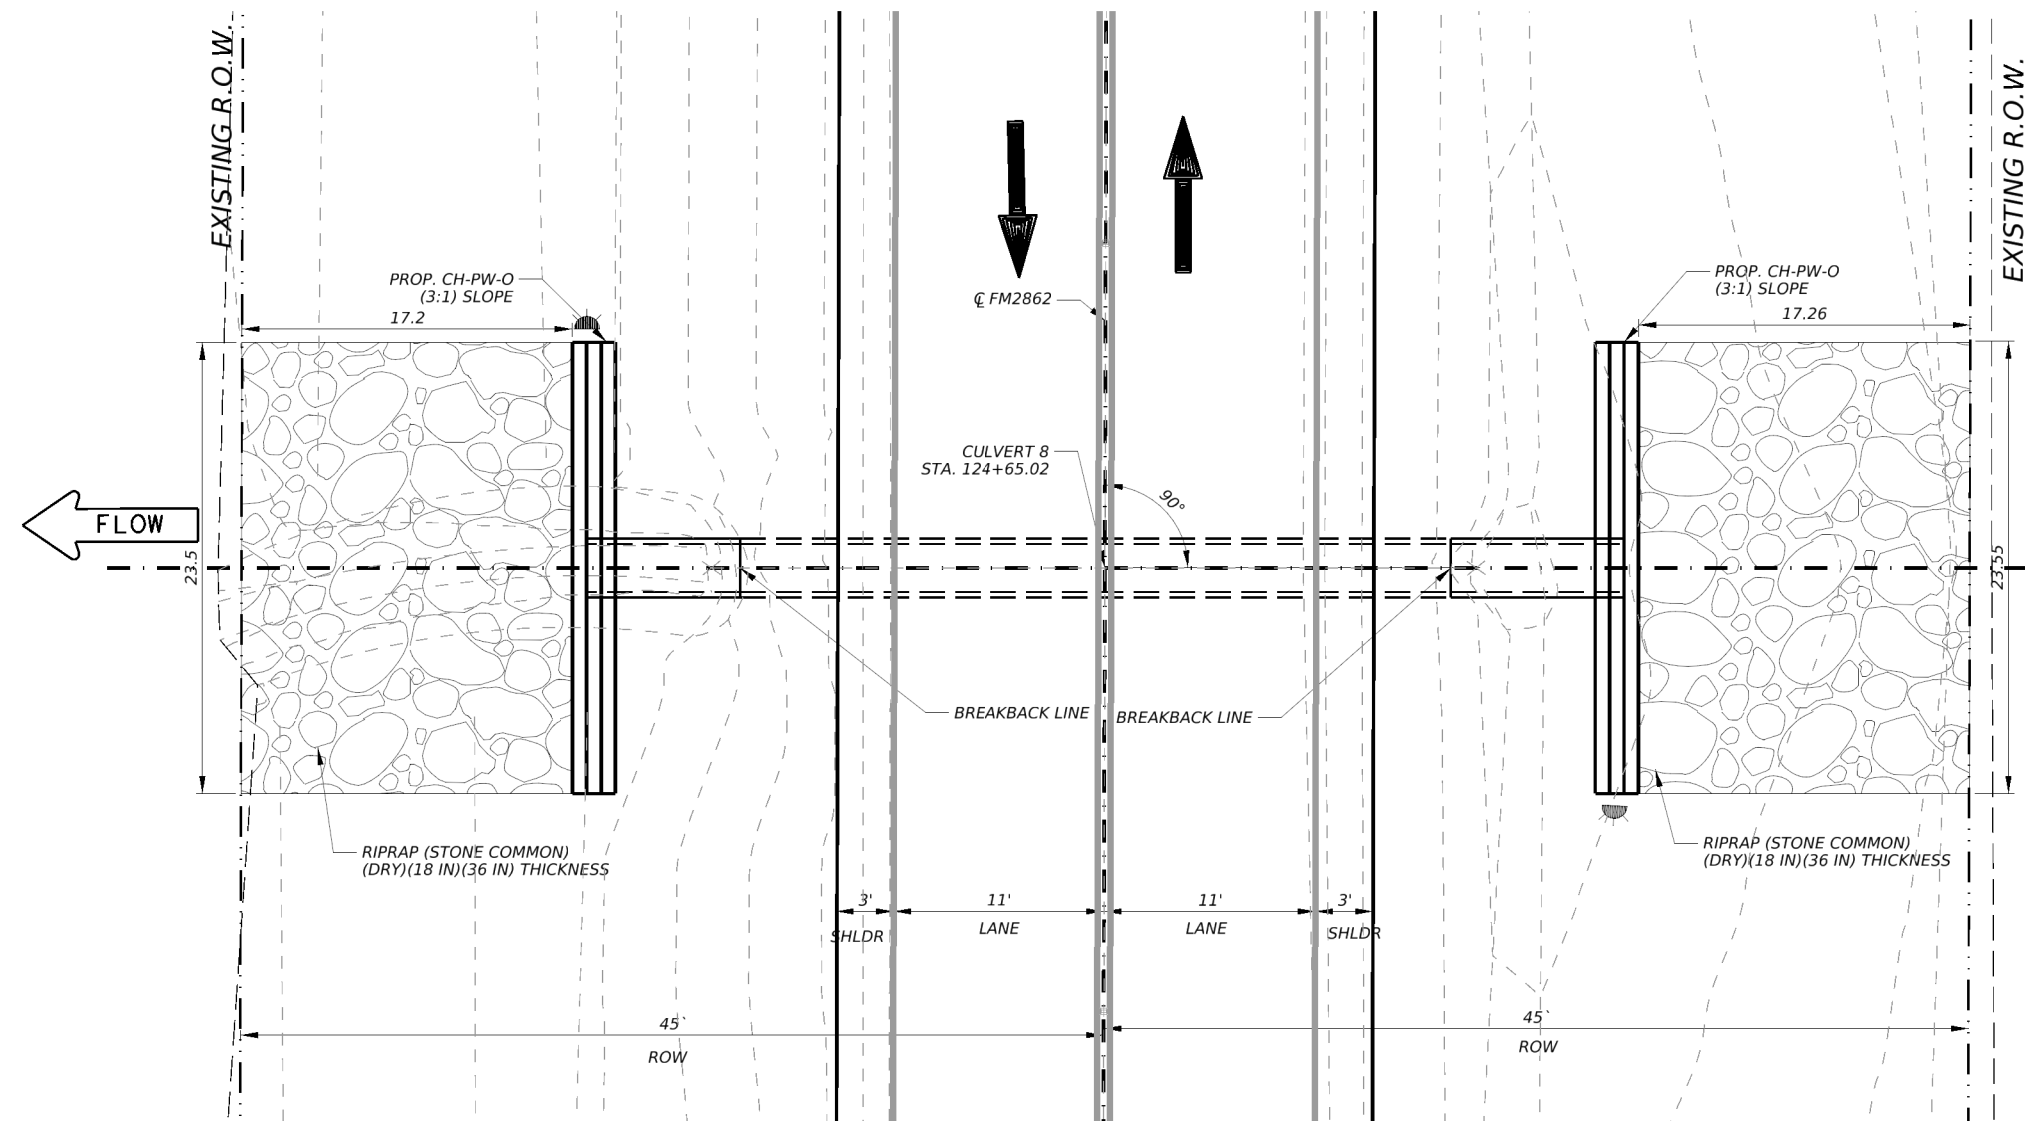 EXISTING R.O.W.
EXISTING R.O.W.
PROP. CH-PW-O
(3:1) SLOPE
17.2
℄ FM2862
PROP. CH-PW-O
(3:1) SLOPE
17.26
CULVERT 8
STA. 124+65.02
90°
FLOW
23.5
23.55
BREAKBACK LINE
BREAKBACK LINE
RIPRAP (STONE COMMON)
(DRY)(18 IN)(36 IN) THICKNESS
RIPRAP (STONE COMMON)
(DRY)(18 IN)(36 IN) THICKNESS
3'
SHLDR
11'
LANE
11'
LANE
3'
SHLDR
45`
ROW
45`
ROW